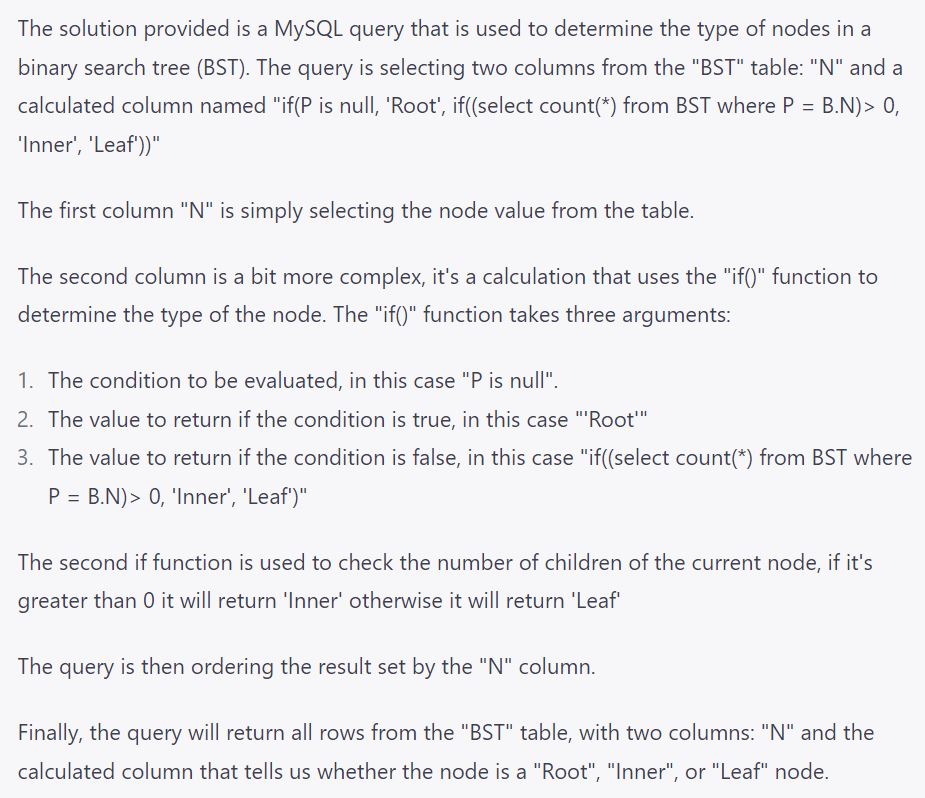 The solution provided is a MySQL query that is used to determine the type of nodes in a
binary search tree (BST). The query is selecting two columns from the "BST" table: "N" and a
calculated column named "if(P is null, 'Root', if((select count(*) from BST where P = B.N)> 0,
'Inner', 'Leaf'))"
The first column "N" is simply selecting the node value from the table.
The second column is a bit more complex, it's a calculation that uses the "if()" function to
determine the type of the node. The "if()" function takes three arguments:
1. The condition to be evaluated, in this case "P is null".
2. The value to return if the condition is true, in this case "'Root'"
3. The value to return if the condition is false, in this case "if((select count(*) from BST where
P = B.N)> 0, 'Inner', 'Leaf')"
The second if function is used to check the number of children of the current node, if it's
greater than 0 it will return 'Inner' otherwise it will return 'Leaf'
The query is then ordering the result set by the "N" column.
Finally, the query will return all rows from the "BST" table, with two columns: "N" and the
calculated column that tells us whether the node is a "Root", "Inner", or "Leaf" node.